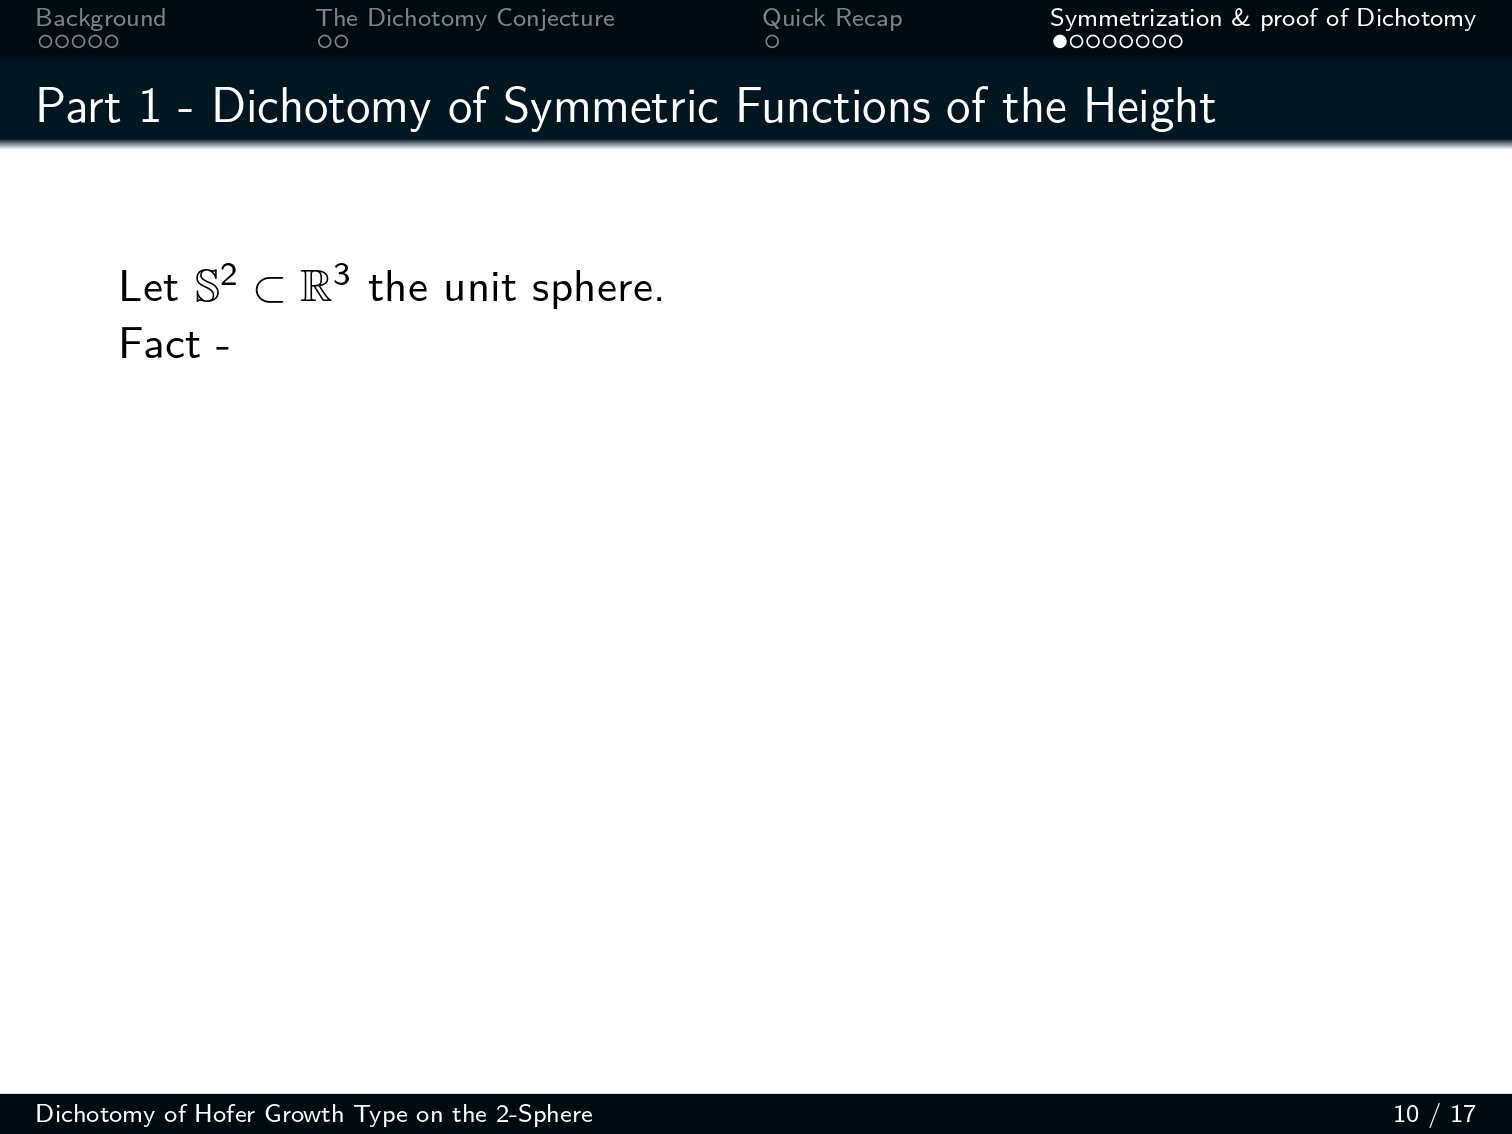 Background The Dichotomy Conjecture Quick Recap Symmetrization & proof of Dichotomy
Part 1 - Dichotomy of Symmetric Functions of the Height
Let 𝕊² ⊂ ℝ³ the unit sphere.
Fact -
Dichotomy of Hofer Growth Type on the 2-Sphere 10 / 17